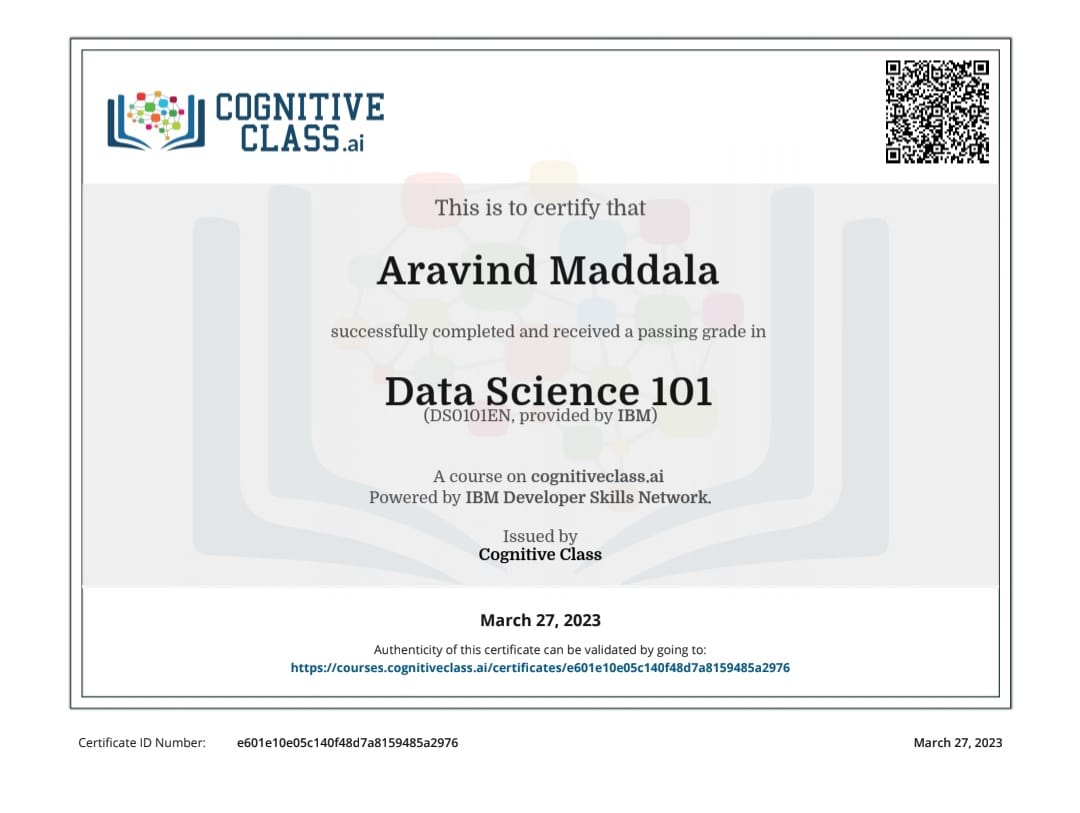 COGNITIVE
CLASS.ai
This is to certify that
Aravind Maddala
successfully completed and received a passing grade in
Data Science 101
(DS0101EN, provided by IBM)
A course on cognitiveclass.ai
Powered by IBM Developer Skills Network.
Issued by
Cognitive Class
March 27, 2023
Authenticity of this certificate can be validated by going to:
https://courses.cognitiveclass.ai/certificates/e601e10e05c140f48d7a8159485a2976
Certificate ID Number: e601e10e05c140f48d7a8159485a2976 March 27, 2023